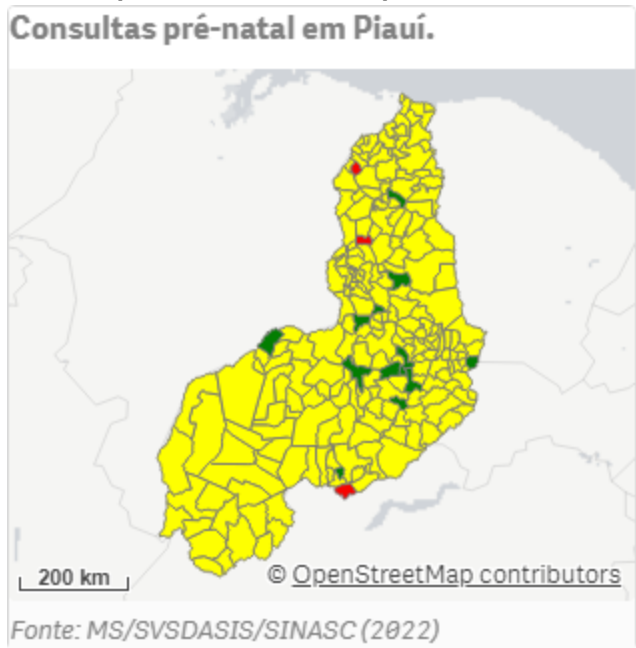 Consultas pré-natal em Piauí.
200 km
© OpenStreetMap contributors
Fonte: MS/SVSDASIS/SINASC (2022)